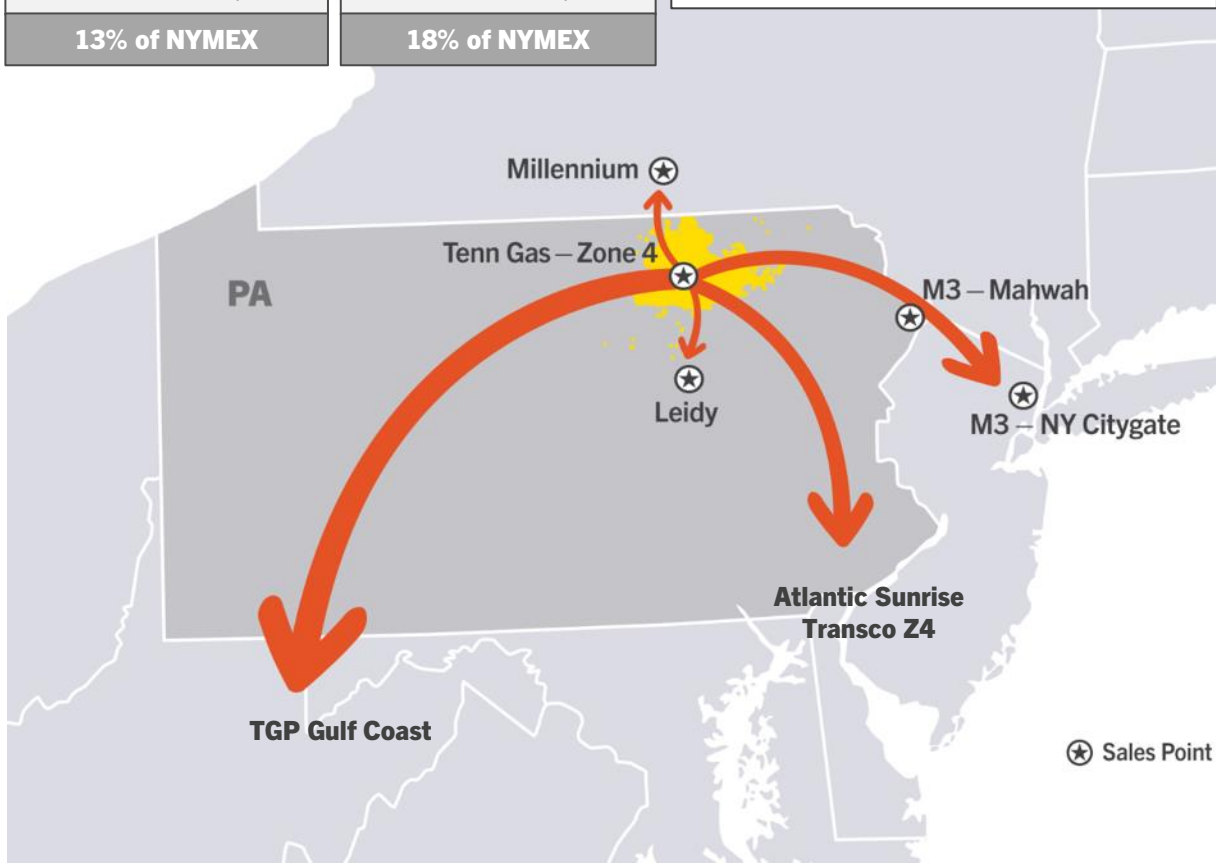 13% of NYMEX
18% of NYMEX
Millennium
Tenn Gas – Zone 4
PA
M3 – Mahwah
Leidy
M3 – NY Citygate
Atlantic Sunrise
Transco Z4
TGP Gulf Coast
Sales Point